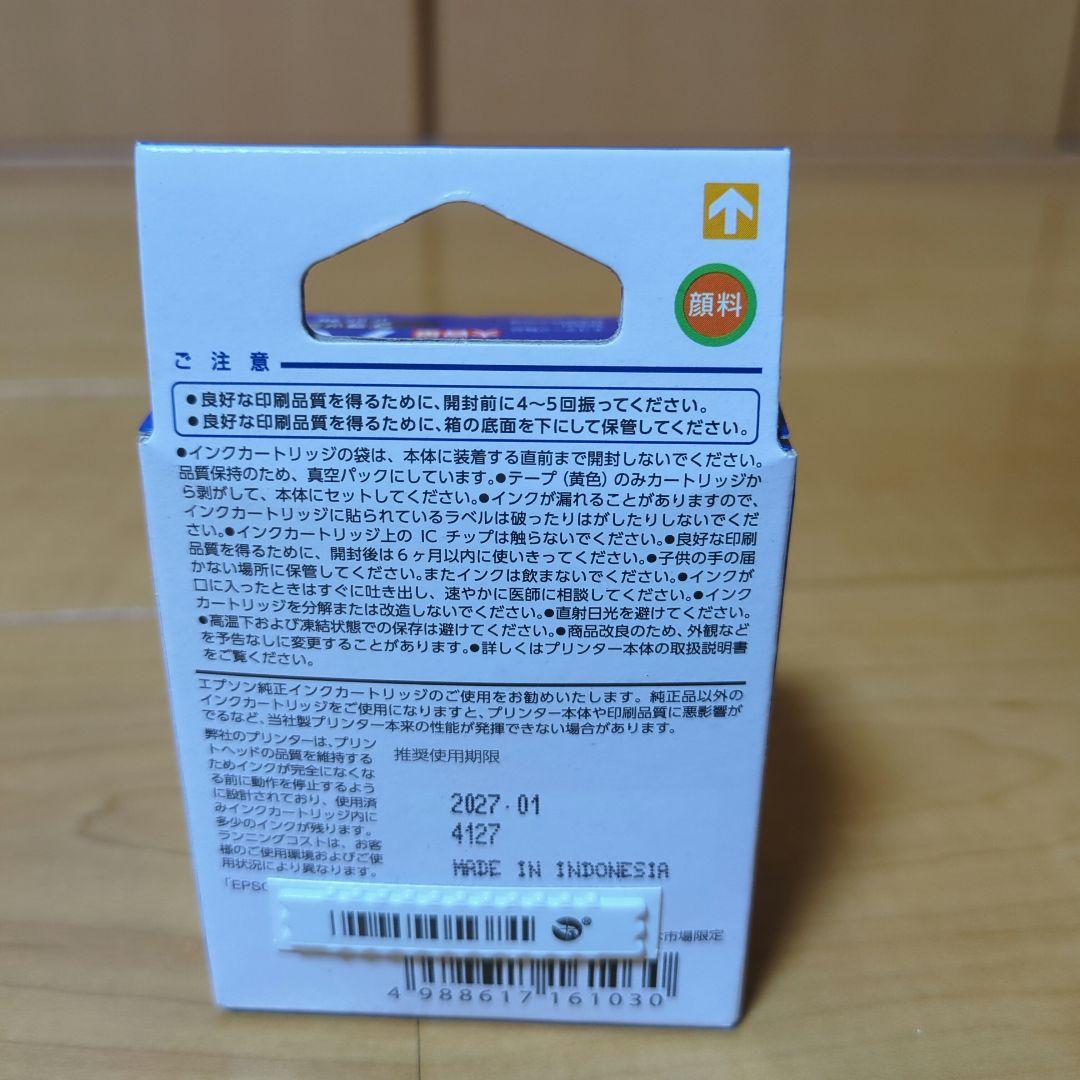 顔料
ご注意
●良好な印刷品質を得るために、開封前に4〜5回振ってください。
●良好な印刷品質を得るために、箱の底面を下にして保管してください。
●インクカートリッジの袋は、本体に装着する直前まで開封しないでください。
品質保持のため、真空パックにしています。●テープ（黄色）のみカートリッジか
ら剥がして、本体にセットしてください。●インクが漏れることがありますので、
インクカートリッジに貼られているラベルは破ったりはがしたりしないでくだ
さい。●インクカートリッジ上の IC チップは触らないでください。●良好な印刷
品質を得るために、開封後は6ヶ月以内に使いきってください。●子供の手の届
かない場所に保管してください。またインクは飲まないでください。●インクが
口に入ったときはすぐに吐き出し、速やかに医師に相談してください。●インク
カートリッジを分解または改造しないでください。●直射日光を避けてください。
●高温下および凍結状態での保存は避けてください。●商品改良のため、外観など
を予告なしに変更することがあります。●詳しくはプリンター本体の取扱説明書
をご覧ください。
エプソン純正インクカートリッジのご使用をお勧めいたします。純正品以外の
インクカートリッジをご使用になりますと、プリンター本体や印刷品質に悪影響が
でるなど、当社製プリンター本来の性能が発揮できない場合があります。
弊社のプリンターは、プリン
トヘッドの品質を維持する
ためインクが完全になくな
る前に動作を停止するよう
に設計されており、使用済
みインクカートリッジ内に
多少のインクが残ります。
ランニングコストは、お客
様のご使用環境およびご使
用状況により異なります。
「EPSO
推奨使用期限
2027.01
4127
MADE IN INDONESIA
市場限定
4 988617 161030